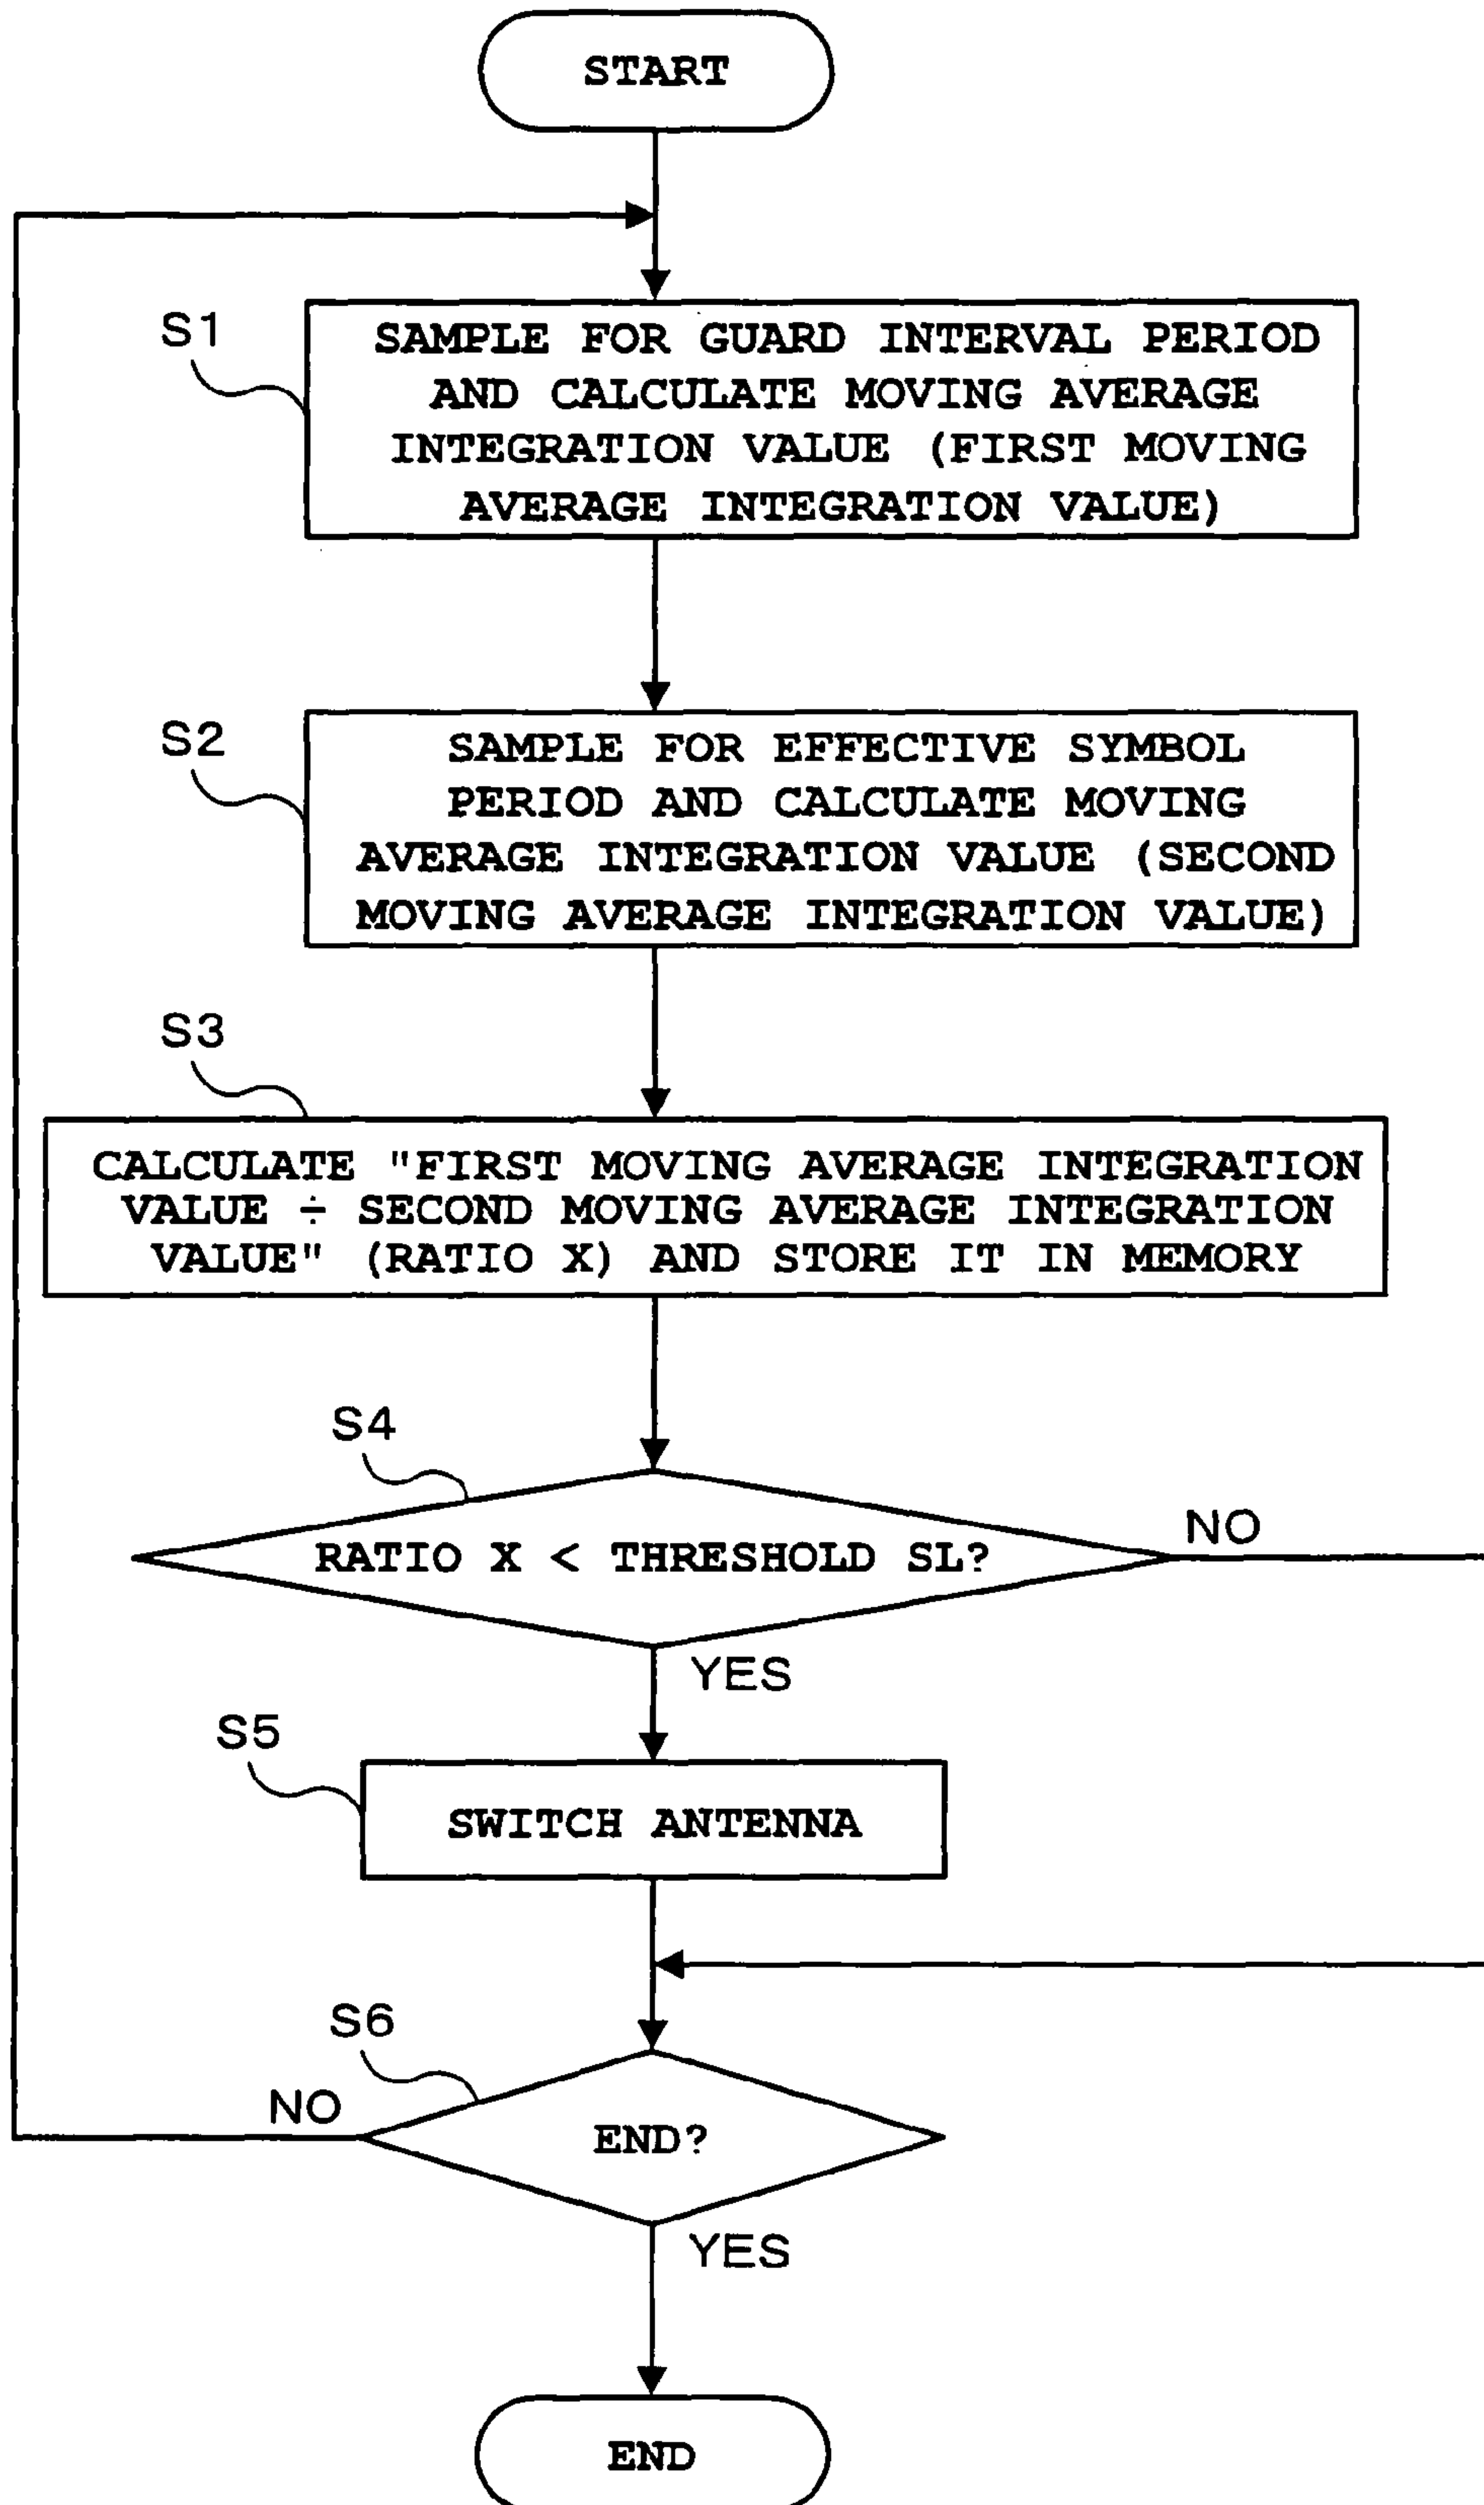 START
S1
SAMPLE FOR GUARD INTERVAL PERIOD
AND CALCULATE MOVING AVERAGE
INTEGRATION VALUE (FIRST MOVING
AVERAGE INTEGRATION VALUE)
S2
SAMPLE FOR EFFECTIVE SYMBOL
PERIOD AND CALCULATE MOVING
AVERAGE INTEGRATION VALUE (SECOND
MOVING AVERAGE INTEGRATION VALUE)
S3
CALCULATE "FIRST MOVING AVERAGE INTEGRATION
VALUE ÷ SECOND MOVING AVERAGE INTEGRATION
VALUE" (RATIO X) AND STORE IT IN MEMORY
S4
RATIO X < THRESHOLD SL?
NO
YES
S5
SWITCH ANTENNA
S6
NO
END?
YES
END